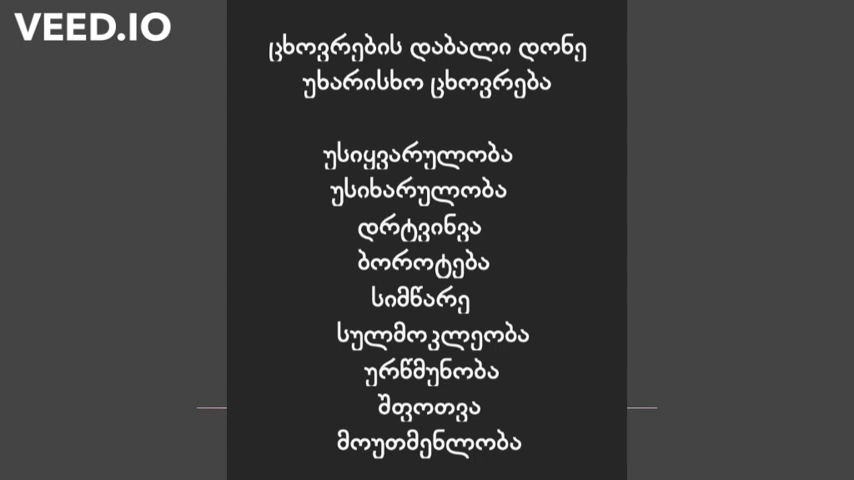 VEED.IO
ცხოვრების დაბალი დონე
უხარისხო ცხოვრება
უსიყვარულობა
უსიხარულობა
დრტვინვა
ბოროტება
სიმწარე
სულმოკლეობა
ურწმუნობა
შფოთვა
მოუთმენლობა